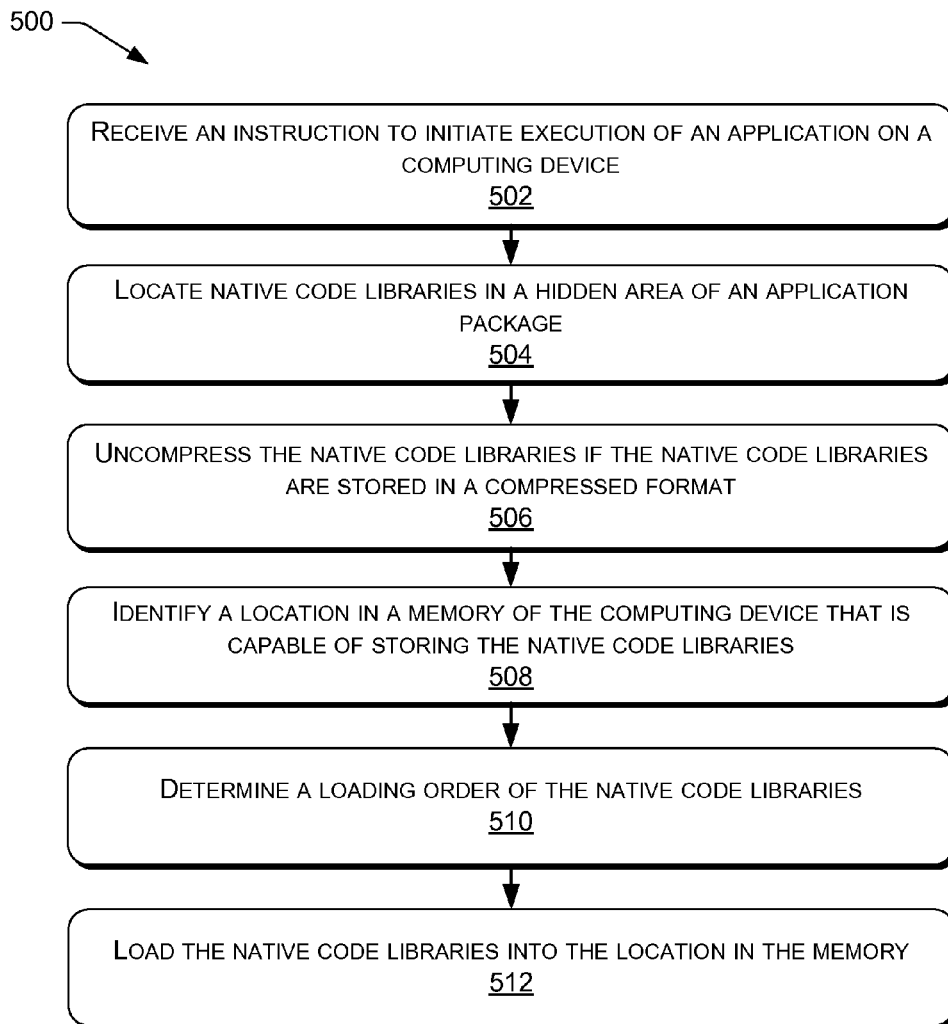 500
RECEIVE AN INSTRUCTION TO INITIATE EXECUTION OF AN APPLICATION ON A
COMPUTING DEVICE
502
LOCATE NATIVE CODE LIBRARIES IN A HIDDEN AREA OF AN APPLICATION
PACKAGE
504
UNCOMPRESS THE NATIVE CODE LIBRARIES IF THE NATIVE CODE LIBRARIES
ARE STORED IN A COMPRESSED FORMAT
506
IDENTIFY A LOCATION IN A MEMORY OF THE COMPUTING DEVICE THAT IS
CAPABLE OF STORING THE NATIVE CODE LIBRARIES
508
DETERMINE A LOADING ORDER OF THE NATIVE CODE LIBRARIES
510
LOAD THE NATIVE CODE LIBRARIES INTO THE LOCATION IN THE MEMORY
512